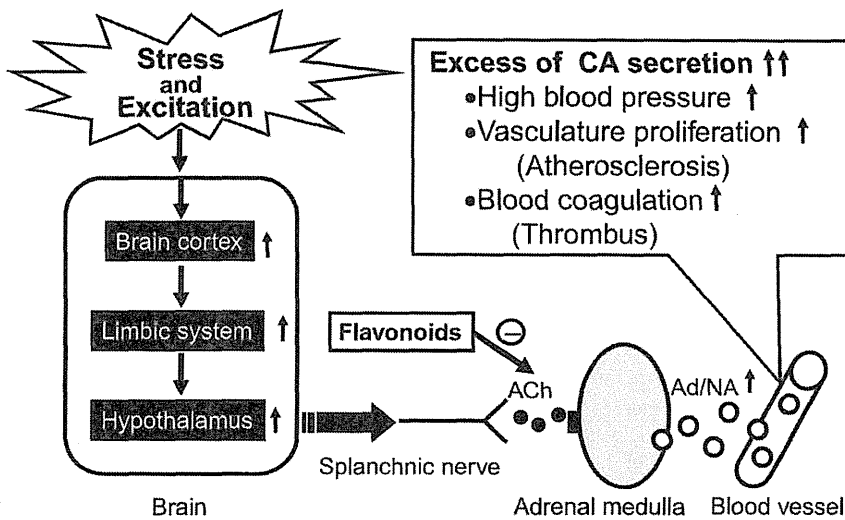 Stress
and
Excitation
Excess of CA secretion ↑↑
•High blood pressure ↑
•Vasculature proliferation ↑
(Atherosclerosis)
•Blood coagulation ↑
(Thrombus)
Brain cortex ↑
Limbic system ↑
Hypothalamus ↑
Flavonoids
−
ACh
Ad/NA ↑
Splanchnic nerve
Brain
Adrenal medulla
Blood vessel